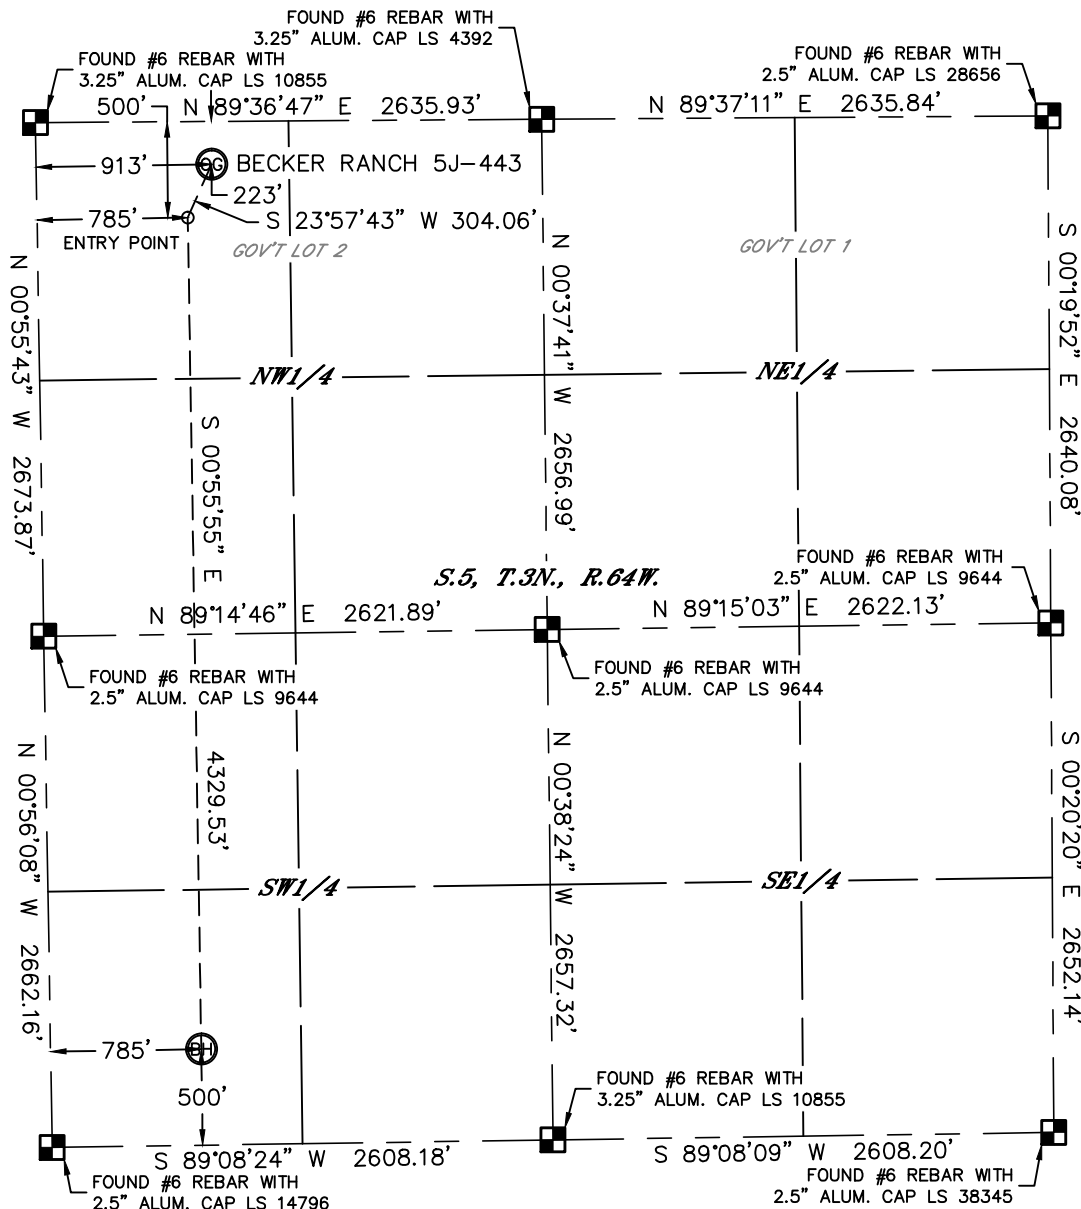 FOUND #6 REBAR WITH
3.25" ALUM. CAP LS 4392
FOUND #6 REBAR WITH
3.25" ALUM. CAP LS 10855
FOUND #6 REBAR WITH
2.5" ALUM. CAP LS 28656
500'
N 89°36'47" E 2635.93'
N 89°37'11" E 2635.84'
913'
OG
BECKER RANCH 5J-443
223'
785'
S 23°57'43" W 304.06'
ENTRY POINT
GOV'T LOT 2
GOV'T LOT 1
N 00°55'43" W 2673.87'
N 00°37'41" W 2656.99'
S 00°19'52" E 2640.08'
NW1/4
NE1/4
S 00°55'55" E 4329.53'
S.5, T.3N., R.64W.
FOUND #6 REBAR WITH
2.5" ALUM. CAP LS 9644
N 89°14'46" E 2621.89'
N 89°15'03" E 2622.13'
FOUND #6 REBAR WITH
2.5" ALUM. CAP LS 9644
FOUND #6 REBAR WITH
2.5" ALUM. CAP LS 9644
N 00°56'08" W 2662.16'
N 00°38'24" W 2657.32'
S 00°20'20" E 2652.14'
SW1/4
SE1/4
785'
BH
500'
FOUND #6 REBAR WITH
3.25" ALUM. CAP LS 10855
S 89°08'24" W 2608.18'
S 89°08'09" W 2608.20'
FOUND #6 REBAR WITH
2.5" ALUM. CAP LS 14796
FOUND #6 REBAR WITH
2.5" ALUM. CAP LS 38345